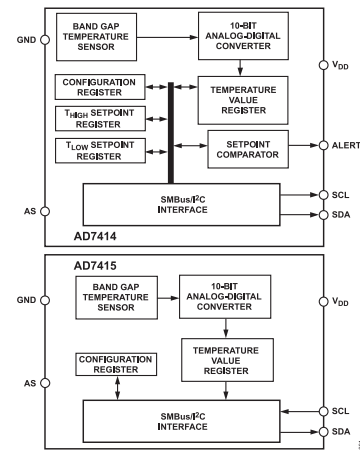 BAND GAP
TEMPERATURE
SENSOR
10-BIT
ANALOG-DIGITAL
CONVERTER
GND
VDD
CONFIGURATION
REGISTER
TEMPERATURE
VALUE
REGISTER
THIGH SETPOINT
REGISTER
TLOW SETPOINT
REGISTER
SETPOINT
COMPARATOR
ALERT
SMBus/I2C
INTERFACE
SCL
SDA
AS
AD7414
AD7415
BAND GAP
TEMPERATURE
SENSOR
10-BIT
ANALOG-DIGITAL
CONVERTER
GND
VDD
CONFIGURATION
REGISTER
TEMPERATURE
VALUE
REGISTER
AS
SMBus/I2C
INTERFACE
SCL
SDA